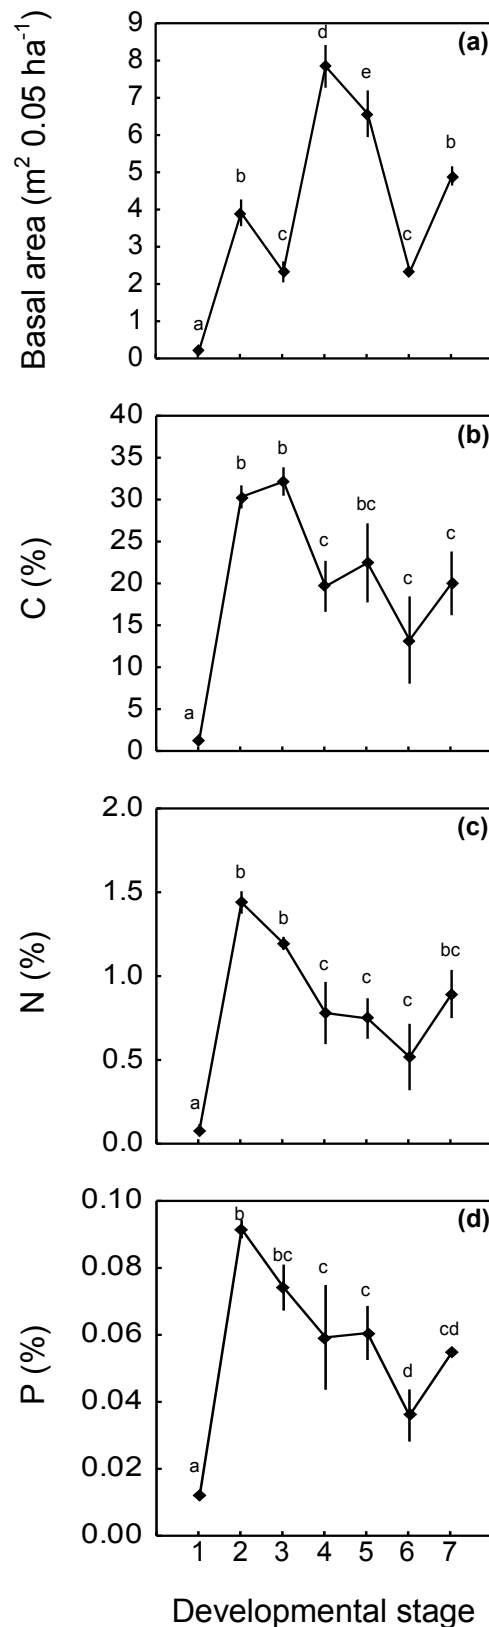 (a)
Basal area (m² 0.05 ha⁻¹)
9
8
7
6
5
4
3
2
1
0
a
b
c
d
e
c
b
(b)
C (%)
40
35
30
25
20
15
10
5
0
a
b
b
c
bc
c
c
(c)
N (%)
2.0
1.5
1.0
0.5
0.0
a
b
b
c
c
c
bc
(d)
P (%)
0.10
0.08
0.06
0.04
0.02
0.00
a
b
bc
c
c
d
cd
1 2 3 4 5 6 7
Developmental stage